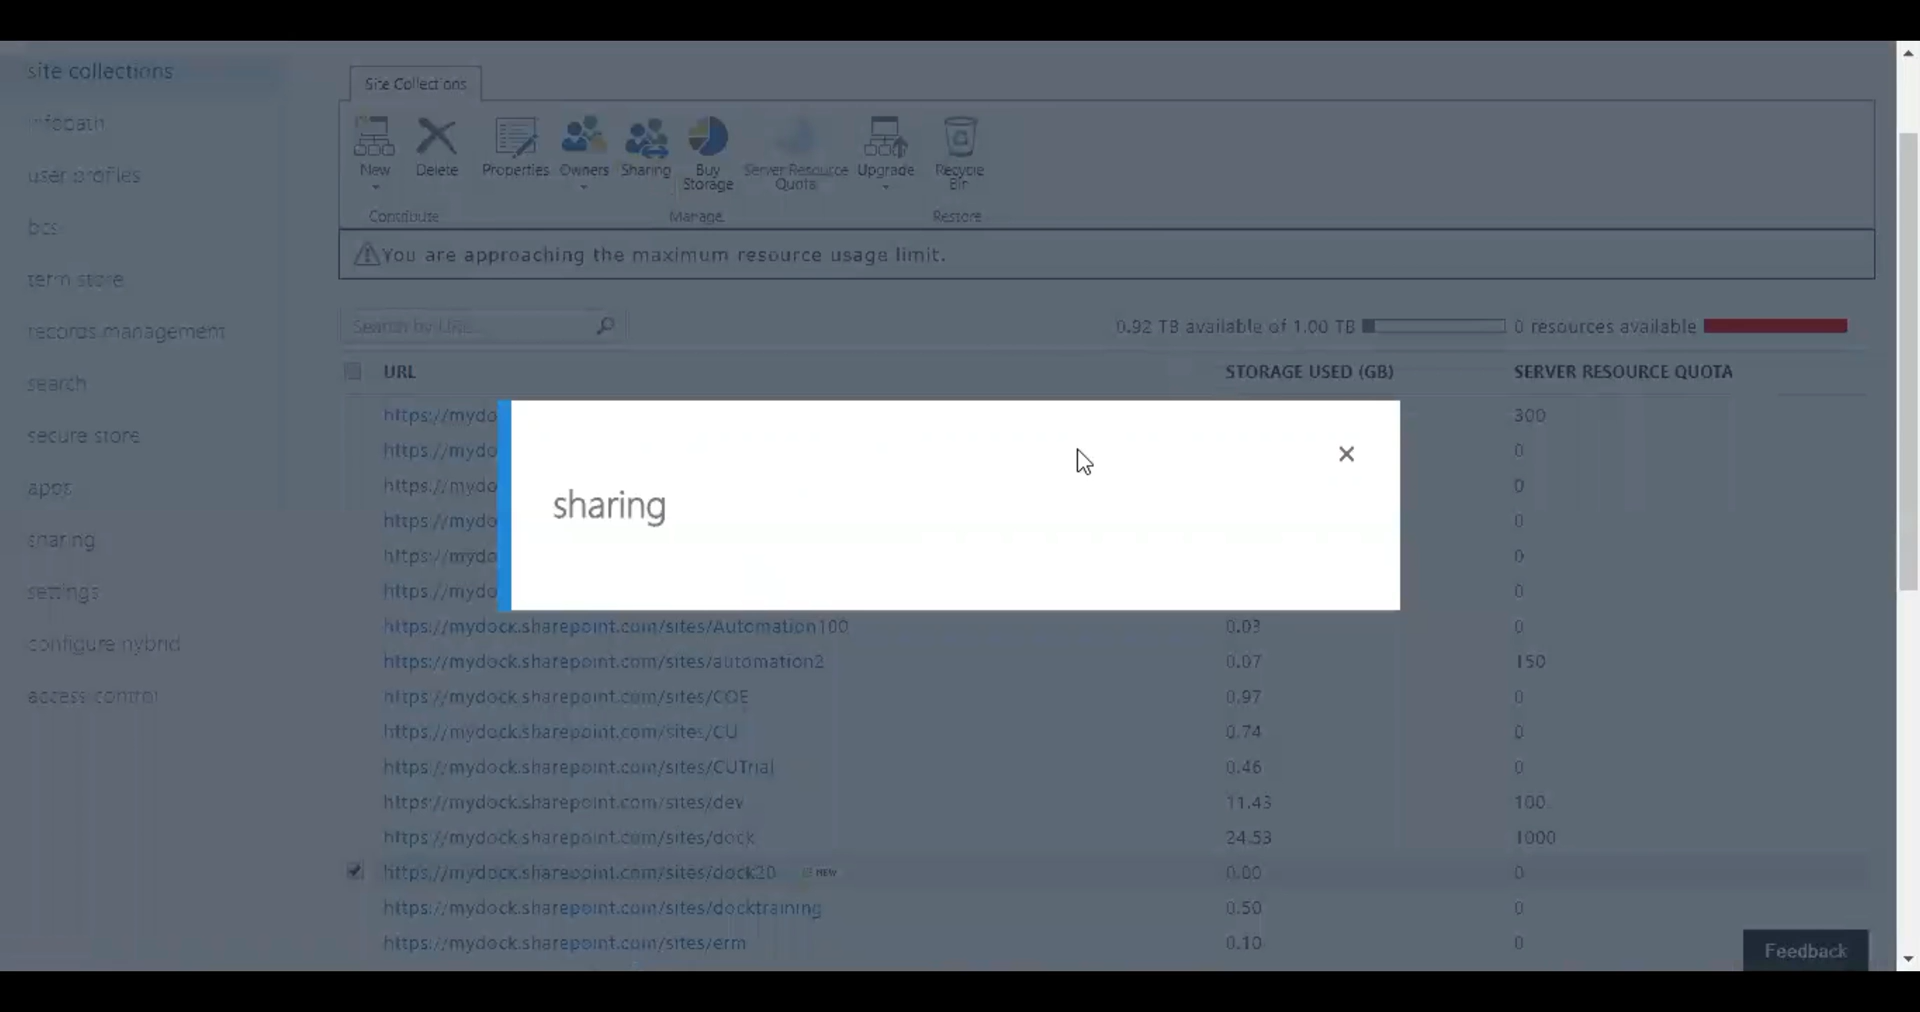 site collections
infopath
user profiles
bcs
term store
records management
search
secure store
apps
sharing
settings
configure hybrid
access control
Site Collections
New
Delete
Properties
Owners
Sharing
Buy Storage
Server Resource Quota
Upgrade
Recycle Bin
Contribute
Manage
Restore
You are approaching the maximum resource usage limit.
Search by URL...
0.92 TB available of 1.00 TB
0 resources available
URL STORAGE USED (GB) SERVER RESOURCE QUOTA
https://mydo 300
https://mydo 0
https://mydo 0
https://mydo 0
https://mydo 0
https://mydo 0
sharing
https://mydock.sharepoint.com/sites/Automation100 0.03 0
https://mydock.sharepoint.com/sites/automation2 0.07 150
https://mydock.sharepoint.com/sites/COE 0.97 0
https://mydock.sharepoint.com/sites/CU 0.74 0
https://mydock.sharepoint.com/sites/CUTrial 0.46 0
https://mydock.sharepoint.com/sites/dev 11.43 100
https://mydock.sharepoint.com/sites/dock 24.53 1000
https://mydock.sharepoint.com/sites/dock20 NEW 0.00 0
https://mydock.sharepoint.com/sites/docktraining 0.50 0
https://mydock.sharepoint.com/sites/erm 0.10 0
Feedback